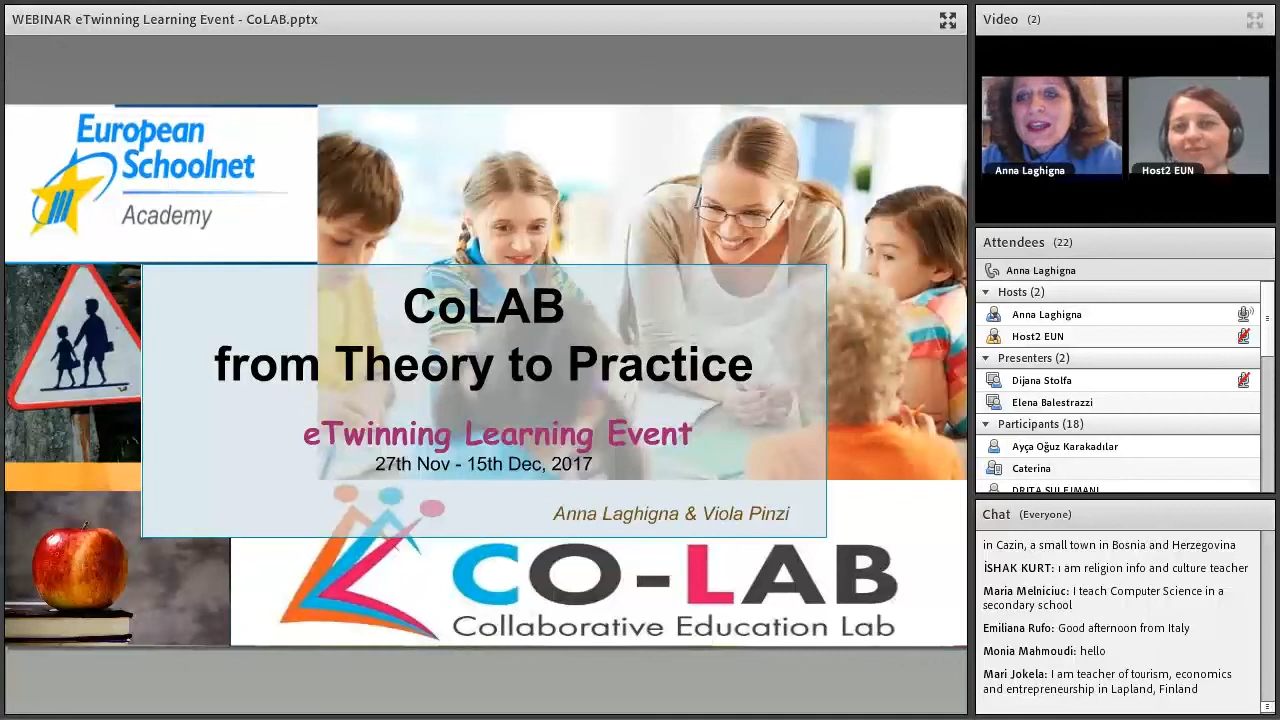 WEBINAR eTwinning Learning Event - CoLAB.pptx
European
Schoolnet
Academy
CoLAB
from Theory to Practice
eTwinning Learning Event
27th Nov - 15th Dec, 2017
Anna Laghigna & Viola Pinzi
CO-LAB
Collaborative Education Lab
Video (2)
Anna Laghigna
Host2 EUN
Attendees (22)
Anna Laghigna
Hosts (2)
Anna Laghigna
Host2 EUN
Presenters (2)
Dijana Stolfa
Elena Balestrazzi
Participants (18)
Ayça Oğuz Karakadılar
Caterina
DRITA SULEJMANI
Chat (Everyone)
in Cazin, a small town in Bosnia and Herzegovina
İSHAK KURT: ı am religion info and culture teacher
Maria Melniciuc: I teach Computer Science in a
secondary school
Emiliana Rufo: Good afternoon from Italy
Monia Mahmoudi: hello
Mari Jokela: I am teacher of tourism, economics
and entrepreneurship in Lapland, Finland